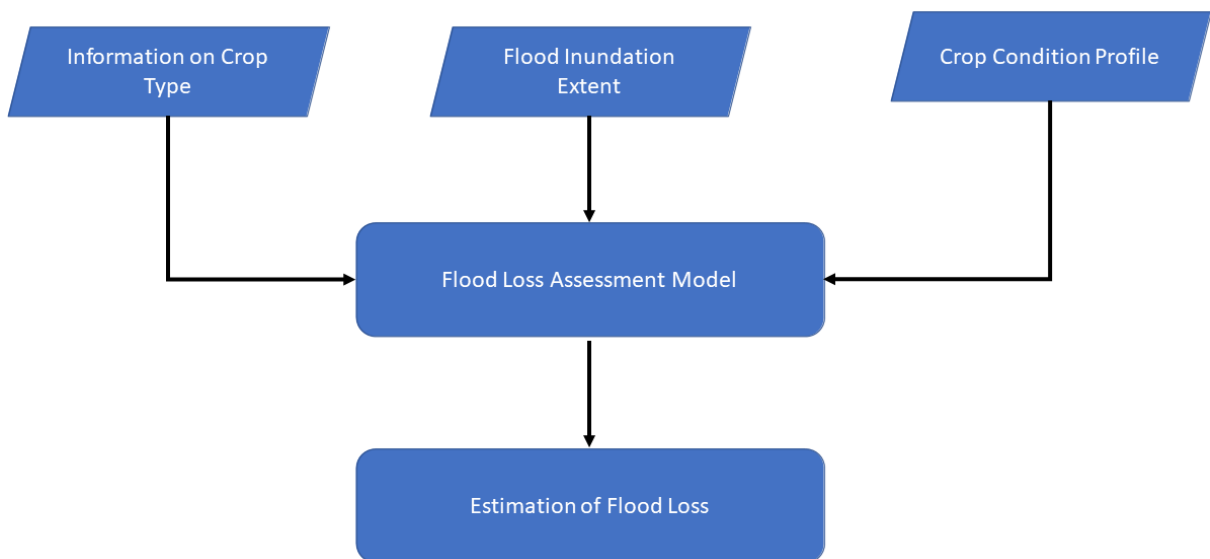 Information on Crop
Type
Flood Inundation
Extent
Crop Condition Profile
Flood Loss Assessment Model
Estimation of Flood Loss